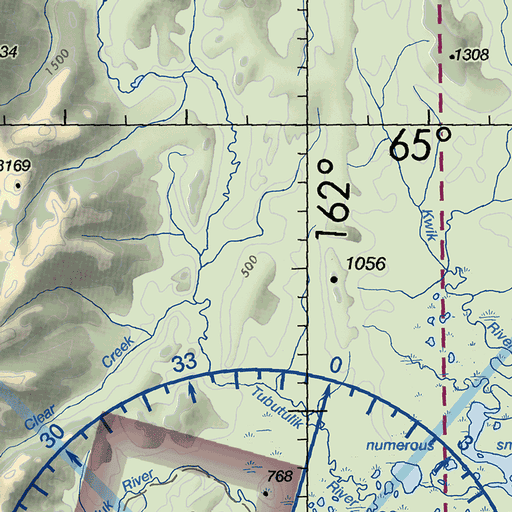 34
1500
1308
65°
3169
162°
Kwik
500
1056
River
Creek
33
0
Tubutulik
Clear
30
numerous
3
sm
768
River
River